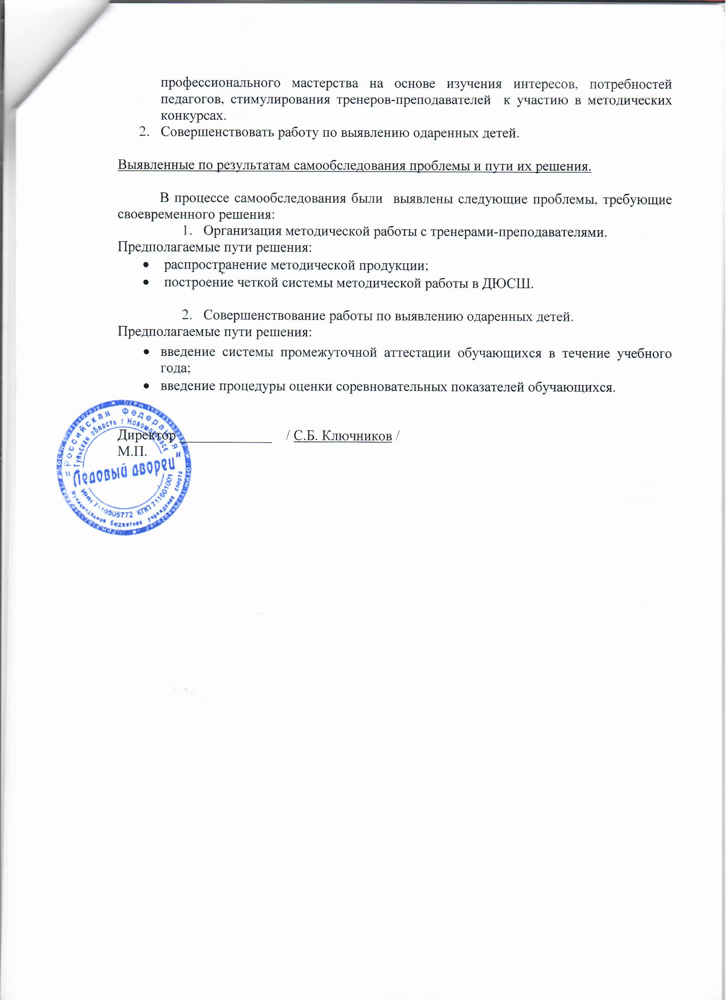 профессионального мастерства на основе изучения интересов, потребностей
педагогов, стимулирования тренеров-преподавателей к участию в методических
конкурсах.
2. Совершенствовать работу по выявлению одаренных детей.
Выявленные по результатам самообследования проблемы и пути их решения.
В процессе самообследования были выявлены следующие проблемы, требующие
своевременного решения:
1. Организация методической работы с тренерами-преподавателями.
Предполагаемые пути решения:
• распространение методической продукции;
• построение четкой системы методической работы в ДЮСШ.
2. Совершенствование работы по выявлению одаренных детей.
Предполагаемые пути решения:
• введение системы промежуточной аттестации обучающихся в течение учебного
года;
• введение процедуры оценки соревновательных показателей обучающихся.
Директор ______________ / С.Б. Ключников /
М.П.
"Российская Федерация"
Тульская область г Новомосковск
"Ледовый дворец"
ИНН 7116505772 КПП 711601001
муниципальное бюджетное учреждение спорта